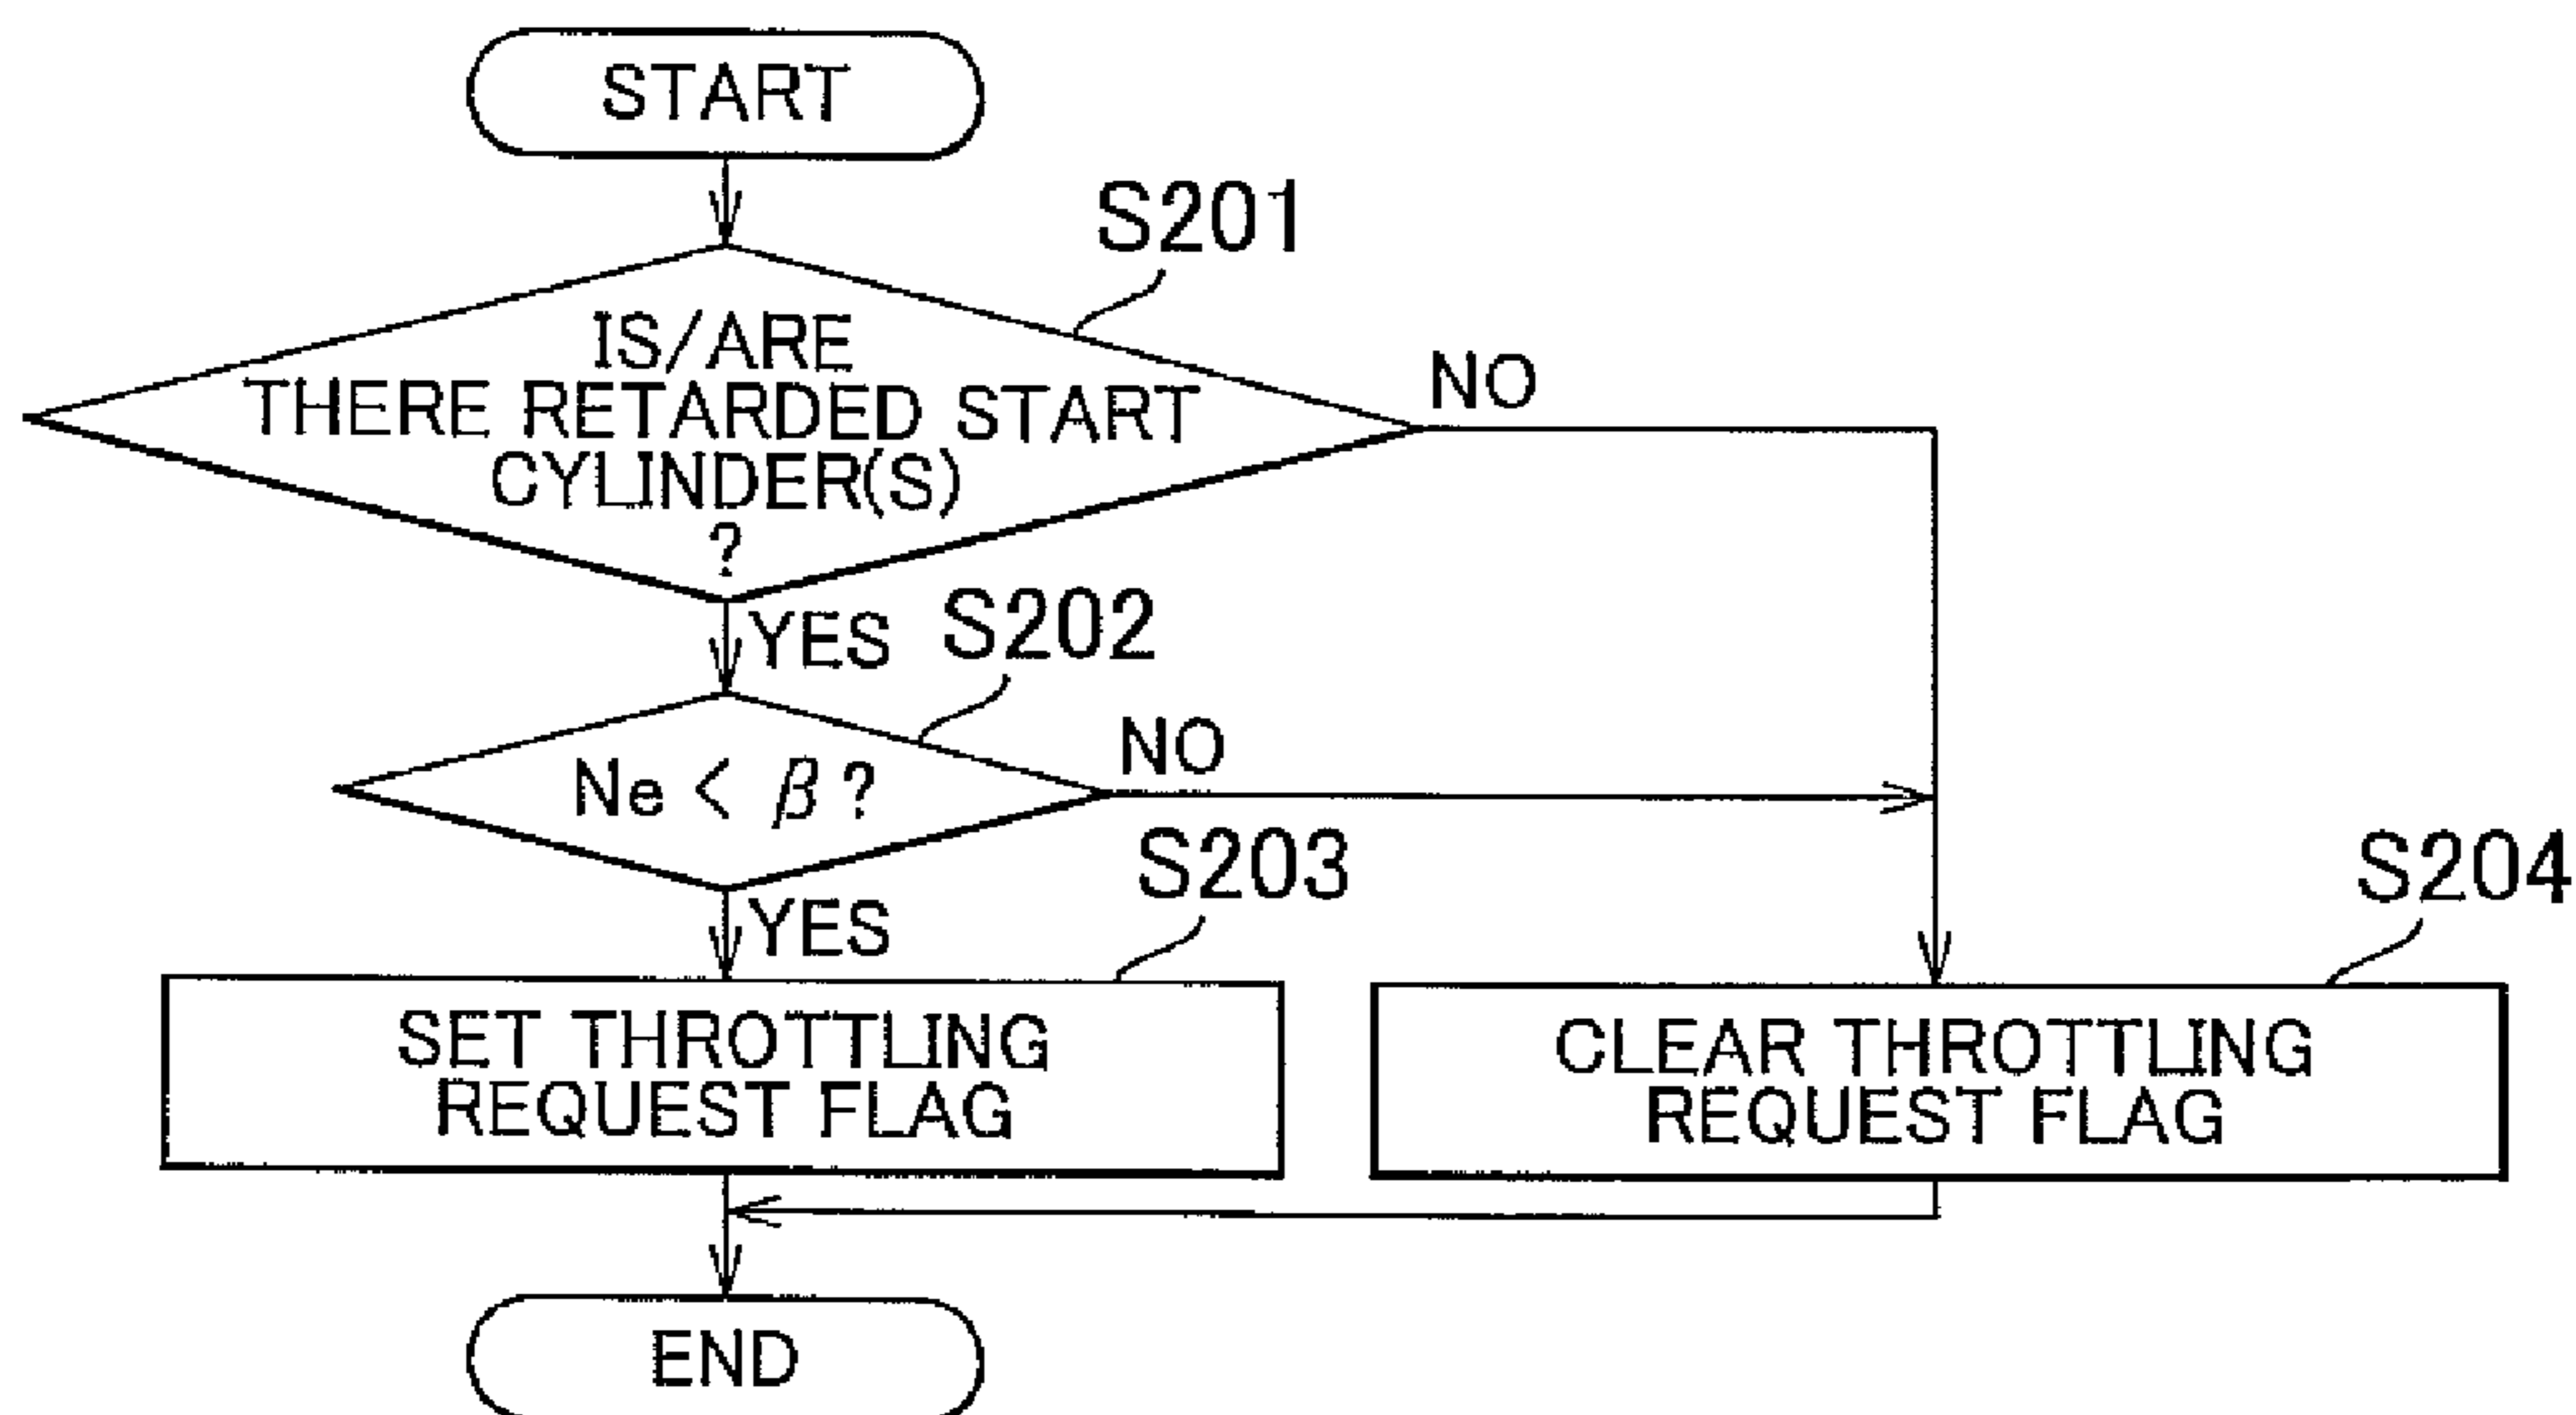 START
S201
IS/ARE
THERE RETARDED START
CYLINDER(S)
?
NO
YES
S202
Ne < β?
NO
YES
S203
S204
SET THROTTLING
REQUEST FLAG
CLEAR THROTTLING
REQUEST FLAG
END